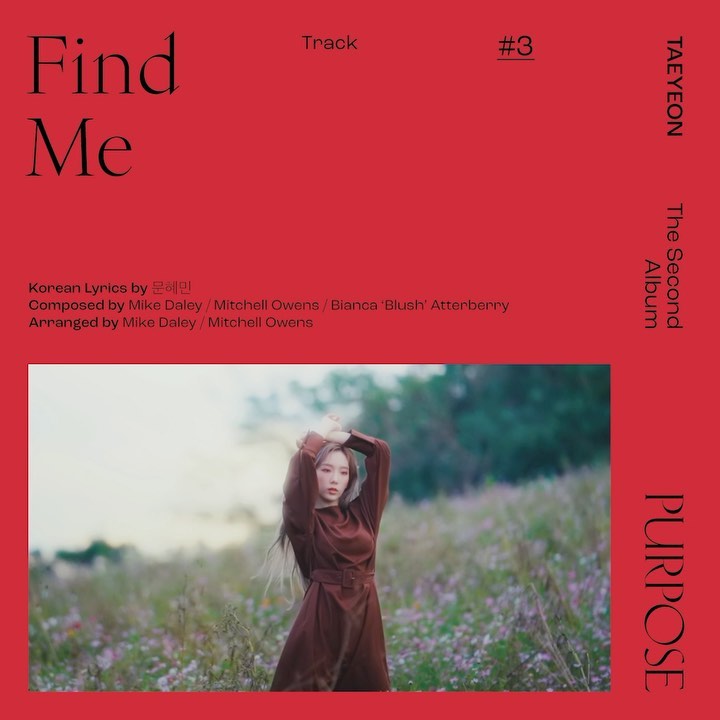 Find
Me
Track
#3
Korean Lyrics by 문혜민
Composed by Mike Daley / Mitchell Owens / Bianca ‘Blush’ Atterberry
Arranged by Mike Daley / Mitchell Owens
TAEYEON
The Second
Album
PURPOSE